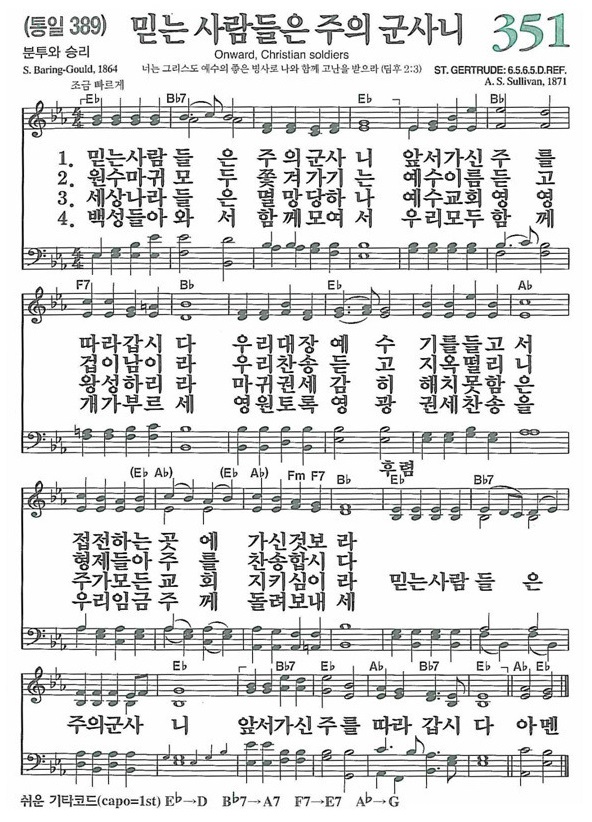 (통일 389) 믿는 사람들은 주의 군사니 351
분투와 승리 Onward, Christian soldiers
S. Baring-Gould, 1864 너는 그리스도 예수의 좋은 병사로 나와 함께 고난을 받으라 (딤후 2:3) ST. GERTRUDE: 6.5.6.5.D.REF.
조금 빠르게 A. S. Sullivan, 1871
E♭ B♭7 E♭ E♭ B♭
1. 믿는사람 들 은 주의군사 니 앞서가신 주 를
2. 원수마귀 모 두 쫓겨가기 는 예수이름 듣 고
3. 세상나라 들 은 멸망당하 나 예수교회 영 영
4. 백성들아 와 서 함께모여 서 우리모두 함 께
F7 B♭ E♭ A♭
따라갑시 다 우리대장 예 수 기를들고 서
겁이남이 라 우리찬송 듣 고 지옥떨리 니
왕성하리 라 마귀권세 감 히 해치못함 은
개가부르 세 영원토록 영 광 권세찬송 을
후렴
(E♭ A♭) (E♭ A♭) Fm F7 B♭ E♭ B♭7
접전하는 곳 에 가신것보 라
형제들아 주 를 찬송합시 다
주가모든 교 회 지키심이 라 믿는사람 들 은
우리임금 주 께 돌려보내 세
E♭ B♭7 E♭ A♭ B♭7 E♭ A♭ E♭
주의군사 니 앞서가신 주를 따라 갑시 다 아멘
쉬운 기타코드(capo=1st) E♭→D B♭7→A7 F7→E7 A♭→G